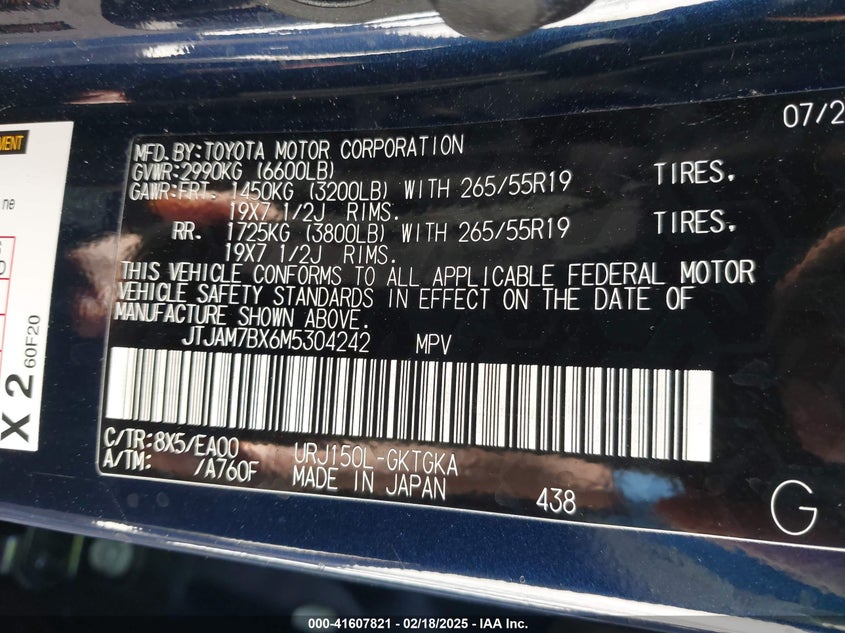 MENT
ne
X 2
60F20
07/2
MFD.BY:TOYOTA MOTOR CORPORATION
GVWR:2990KG (6600LB)
GAWR:FRT. 1450KG (3200LB) WITH 265/55R19 TIRES,
19X7 1/2J RIMS.
RR. 1725KG (3800LB) WITH 265/55R19 TIRES,
19X7 1/2J RIMS.
THIS VEHICLE CONFORMS TO ALL APPLICABLE FEDERAL MOTOR
VEHICLE SAFETY STANDARDS IN EFFECT ON THE DATE OF
MANUFACTURE SHOWN ABOVE.
JTJAM7BX6M5304242 MPV
C/TR:8X5/EA00 URJ150L-GKTGKA
A/TM: /A760F MADE IN JAPAN
438
G
000-41607821 - 02/18/2025 - IAA Inc.